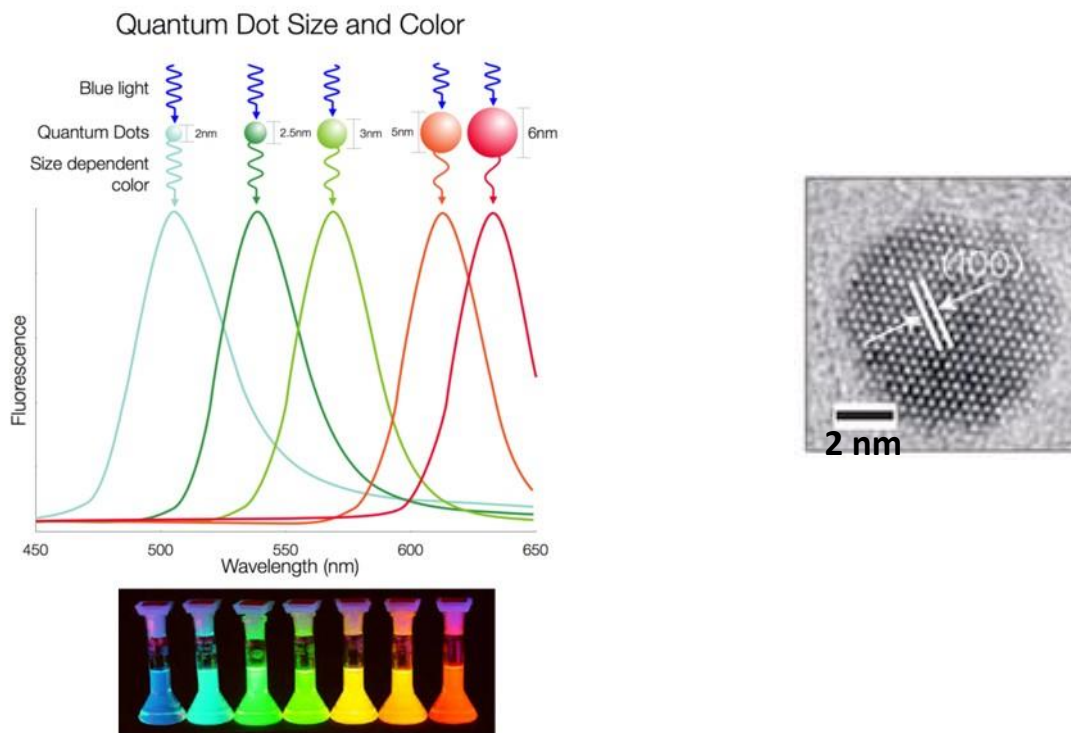 Quantum Dot Size and Color
Blue light
Quantum Dots
2nm
2.5nm
3nm
5nm
6nm
Size dependent
color
Fluorescence
450
500
550
600
650
Wavelength (nm)
(100)
2 nm